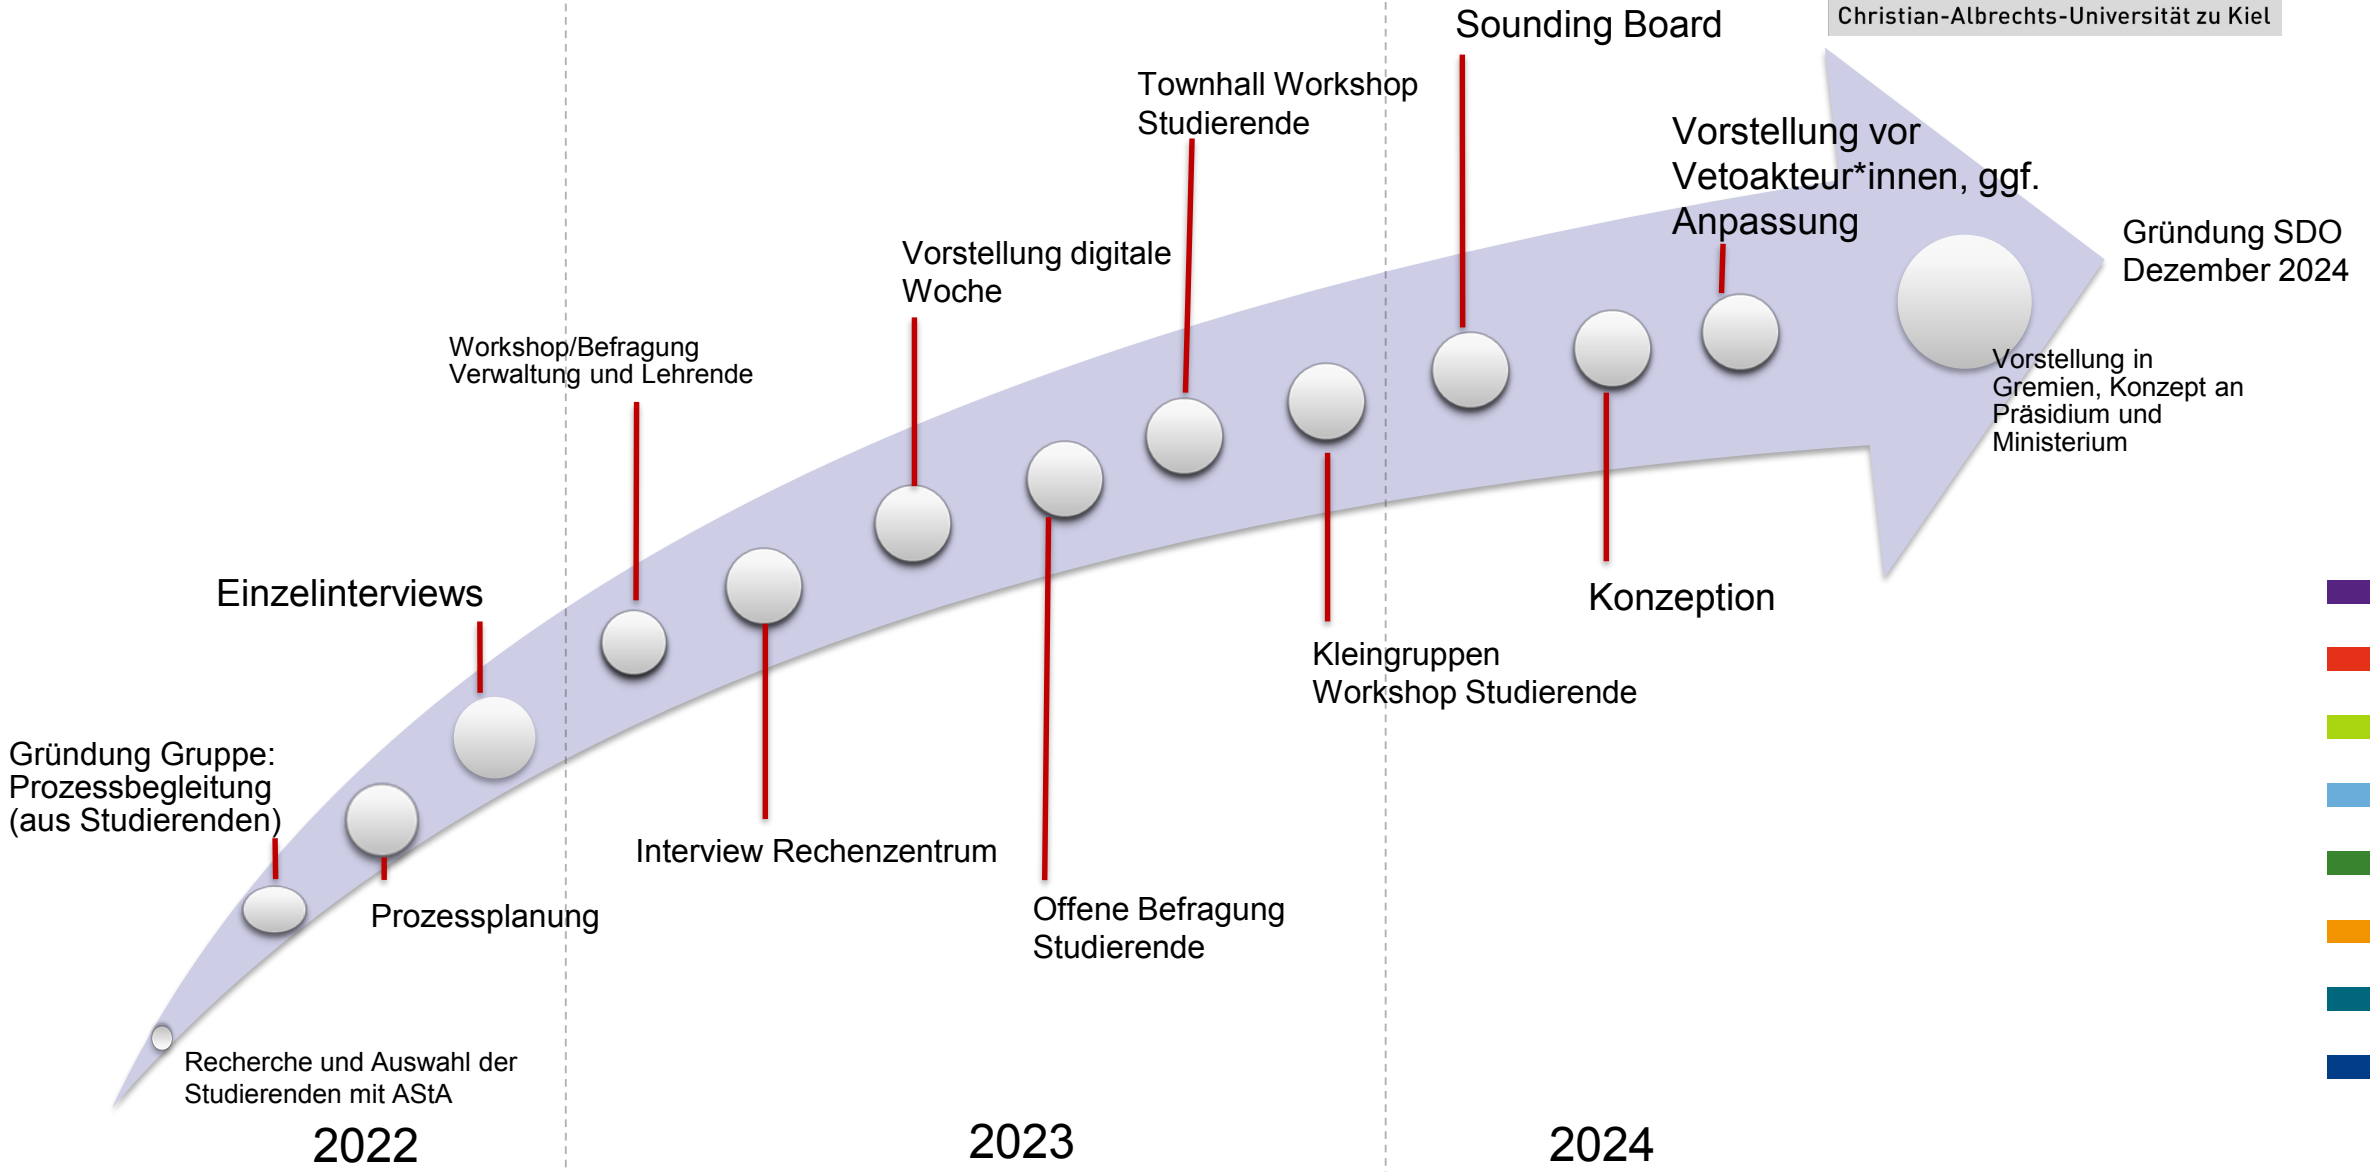 Christian-Albrechts-Universität zu Kiel
Sounding Board
Townhall Workshop
Studierende
Vorstellung vor
Vetoakteur*innen, ggf.
Anpassung
Gründung SDO
Dezember 2024
Vorstellung digitale
Woche
Workshop/Befragung
Verwaltung und Lehrende
Vorstellung in
Gremien, Konzept an
Präsidium und
Ministerium
Einzelinterviews
Konzeption
Kleingruppen
Workshop Studierende
Gründung Gruppe:
Prozessbegleitung
(aus Studierenden)
Interview Rechenzentrum
Prozessplanung
Offene Befragung
Studierende
Recherche und Auswahl der
Studierenden mit AStA
2022
2023
2024